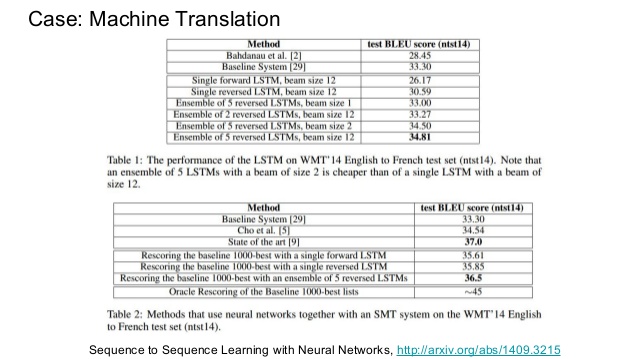 Case: Machine Translation
Method test BLEU score (ntst14)
Bahdanau et al. [2] 28.45
Baseline System [29] 33.30
Single forward LSTM, beam size 12 26.17
Single reversed LSTM, beam size 12 30.59
Ensemble of 5 reversed LSTMs, beam size 1 33.00
Ensemble of 2 reversed LSTMs, beam size 12 33.27
Ensemble of 5 reversed LSTMs, beam size 2 34.50
Ensemble of 5 reversed LSTMs, beam size 12 34.81
Table 1: The performance of the LSTM on WMT'14 English to French test set (ntst14). Note that
an ensemble of 5 LSTMs with a beam of size 2 is cheaper than of a single LSTM with a beam of
size 12.
Method test BLEU score (ntst14)
Baseline System [29] 33.30
Cho et al. [5] 34.54
State of the art [9] 37.0
Rescoring the baseline 1000-best with a single forward LSTM 35.61
Rescoring the baseline 1000-best with a single reversed LSTM 35.85
Rescoring the baseline 1000-best with an ensemble of 5 reversed LSTMs 36.5
Oracle Rescoring of the Baseline 1000-best lists ~45
Table 2: Methods that use neural networks together with an SMT system on the WMT'14 English
to French test set (ntst14).
Sequence to Sequence Learning with Neural Networks, http://arxiv.org/abs/1409.3215